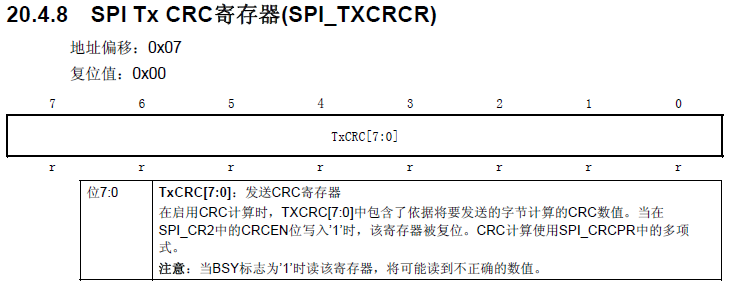 20.4.8 SPI Tx CRC寄存器(SPI_TXCRCR)
地址偏移：0x07
复位值：0x00
7 6 5 4 3 2 1 0
TxCRC[7:0]
r r r r r r r r
位7:0 TxCRC[7:0]：发送CRC寄存器
在启用CRC计算时，TXCRC[7:0]中包含了依据将要发送的字节计算的CRC数值。当在
SPI_CR2中的CRCEN位写入'1'时，该寄存器被复位。CRC计算使用SPI_CRCPR中的多项
式。
注意：当BSY标志为'1'时读该寄存器，将可能读到不正确的数值。